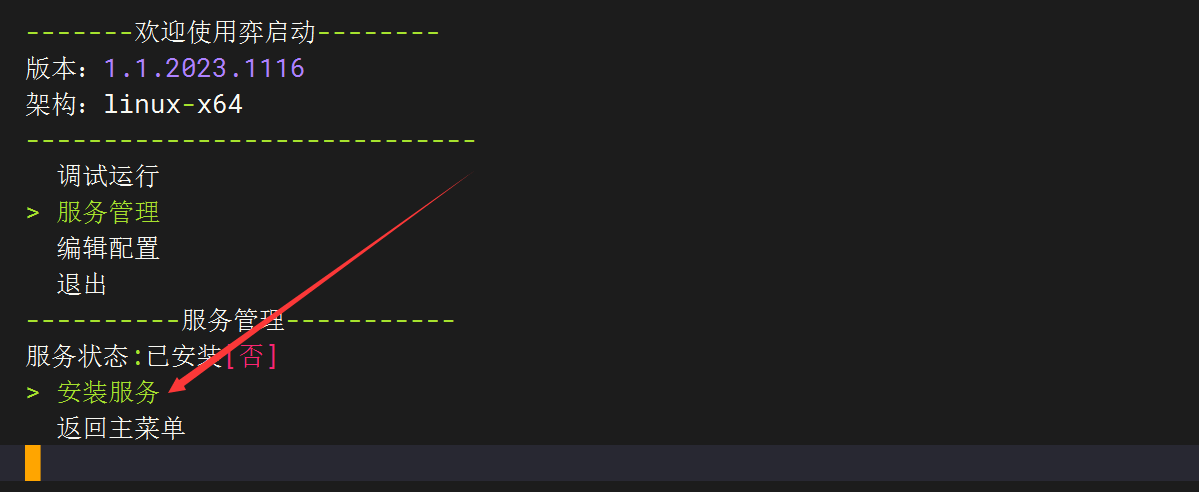 -------欢迎使用弈启动--------
版本：1.1.2023.1116
架构：linux-x64
-----------------------------
调试运行
> 服务管理
编辑配置
退出
----------服务管理-----------
服务状态:已安装[否]
> 安装服务
返回主菜单